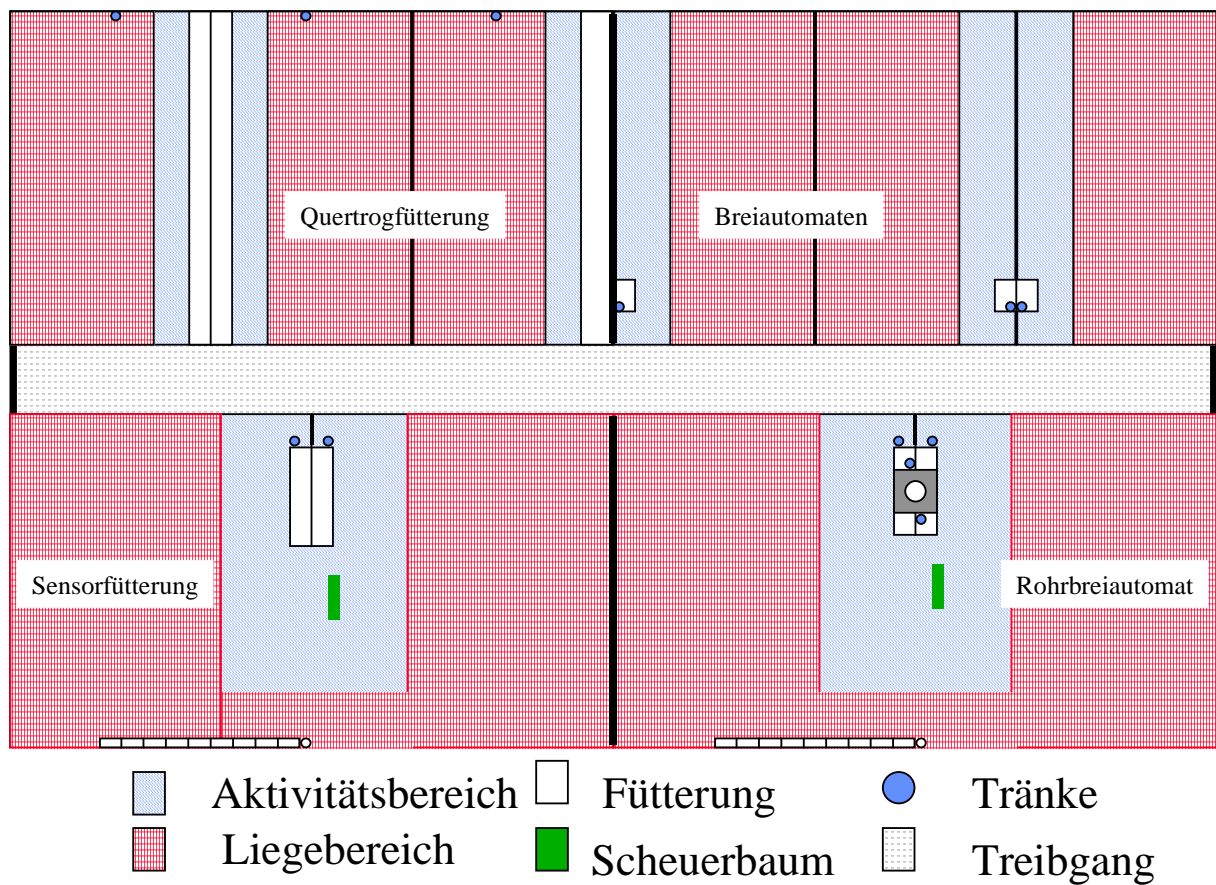 Quertrogfütterung
Breiautomaten
Sensorfütterung
Rohrbreiautomat
Aktivitätsbereich
Fütterung
Tränke
Liegebereich
Scheuerbaum
Treibgang